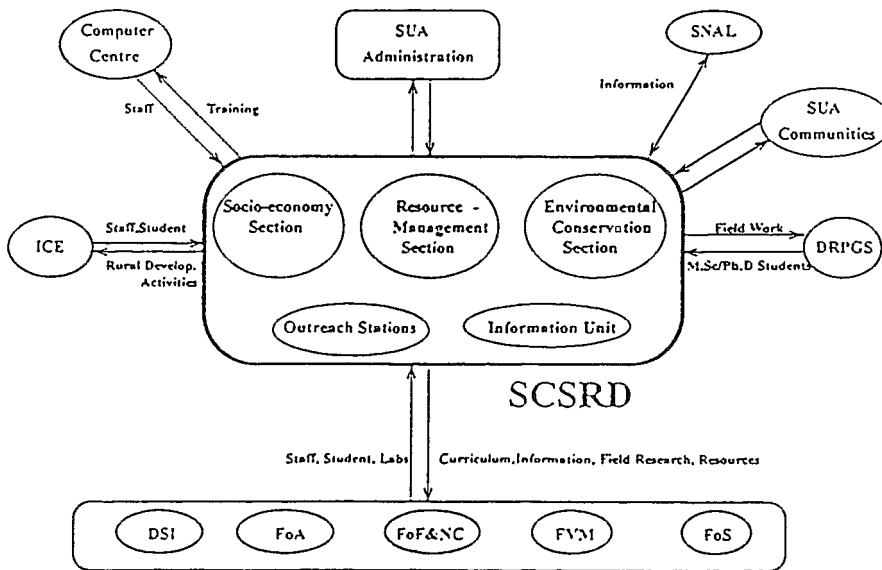 Computer
Centre
SUA
Administration
SNAL
Information
Staff
Training
SUA
Communities
Socio-economy
Section
Resource -
Management
Section
Environmental
Conservation
Section
ICE
Staff,Student
Rural Develop.
Activities
Field Work
M.Sc/Ph.D Students
DRPGS
Outreach Stations
Information Unit
SCSRD
Staff, Student, Labs
Curriculum,Information, Field Research, Resources
DSI
FoA
FoF&NC
FVM
FoS